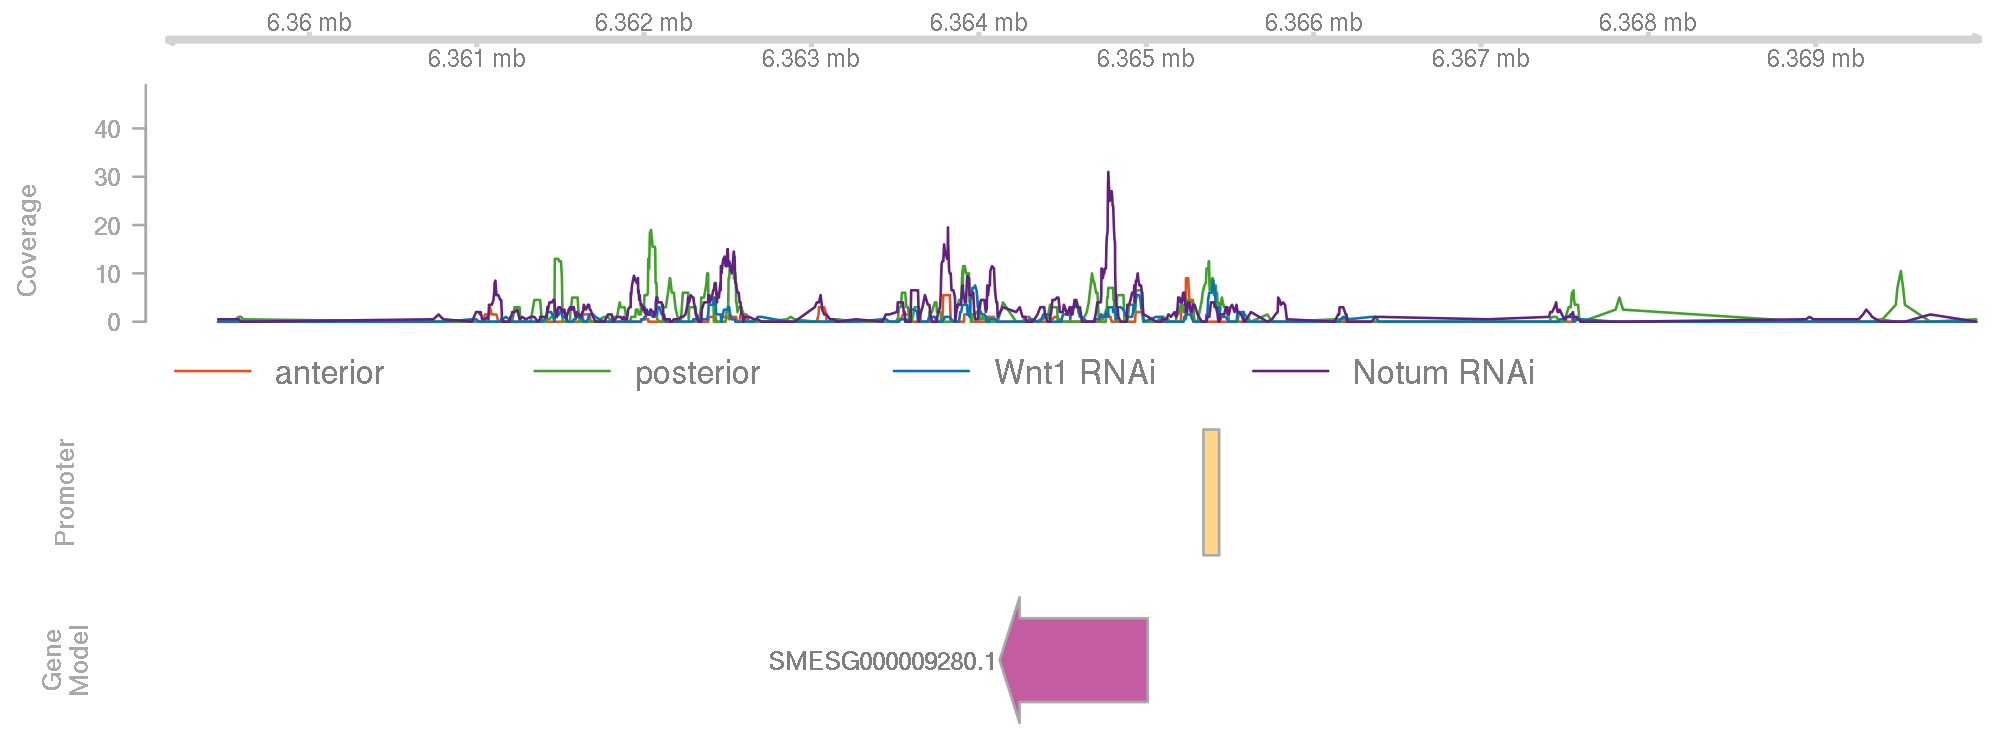 6.36 mb 6.362 mb 6.364 mb 6.366 mb 6.368 mb
6.361 mb 6.363 mb 6.365 mb 6.367 mb 6.369 mb
Coverage
40
30
20
10
0
anterior posterior Wnt1 RNAi Notum RNAi
Promoter
Gene
Model
SMESG000009280.1